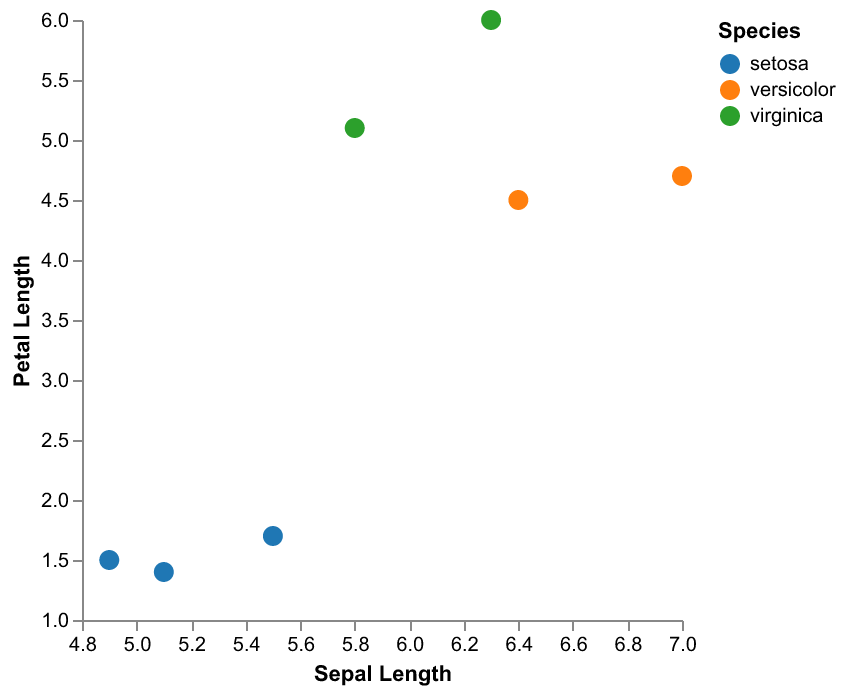 6.0
5.5
5.0
4.5
4.0
3.5
3.0
2.5
2.0
1.5
1.0
Petal Length
4.8 5.0 5.2 5.4 5.6 5.8 6.0 6.2 6.4 6.6 6.8 7.0
Sepal Length
Species
setosa
versicolor
virginica